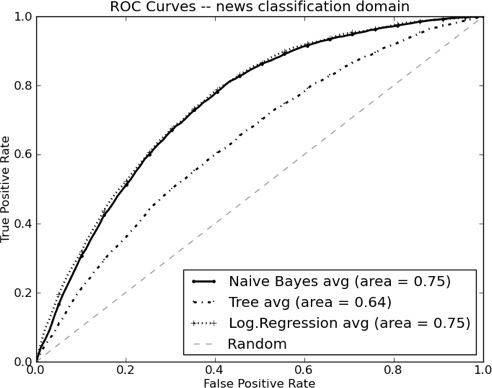 ROC Curves -- news classification domain
1.0
0.8
0.6
0.4
0.2
0.0
True Positive Rate
Naive Bayes avg (area = 0.75)
Tree avg (area = 0.64)
Log.Regression avg (area = 0.75)
Random
0.0 0.2 0.4 0.6 0.8 1.0
False Positive Rate